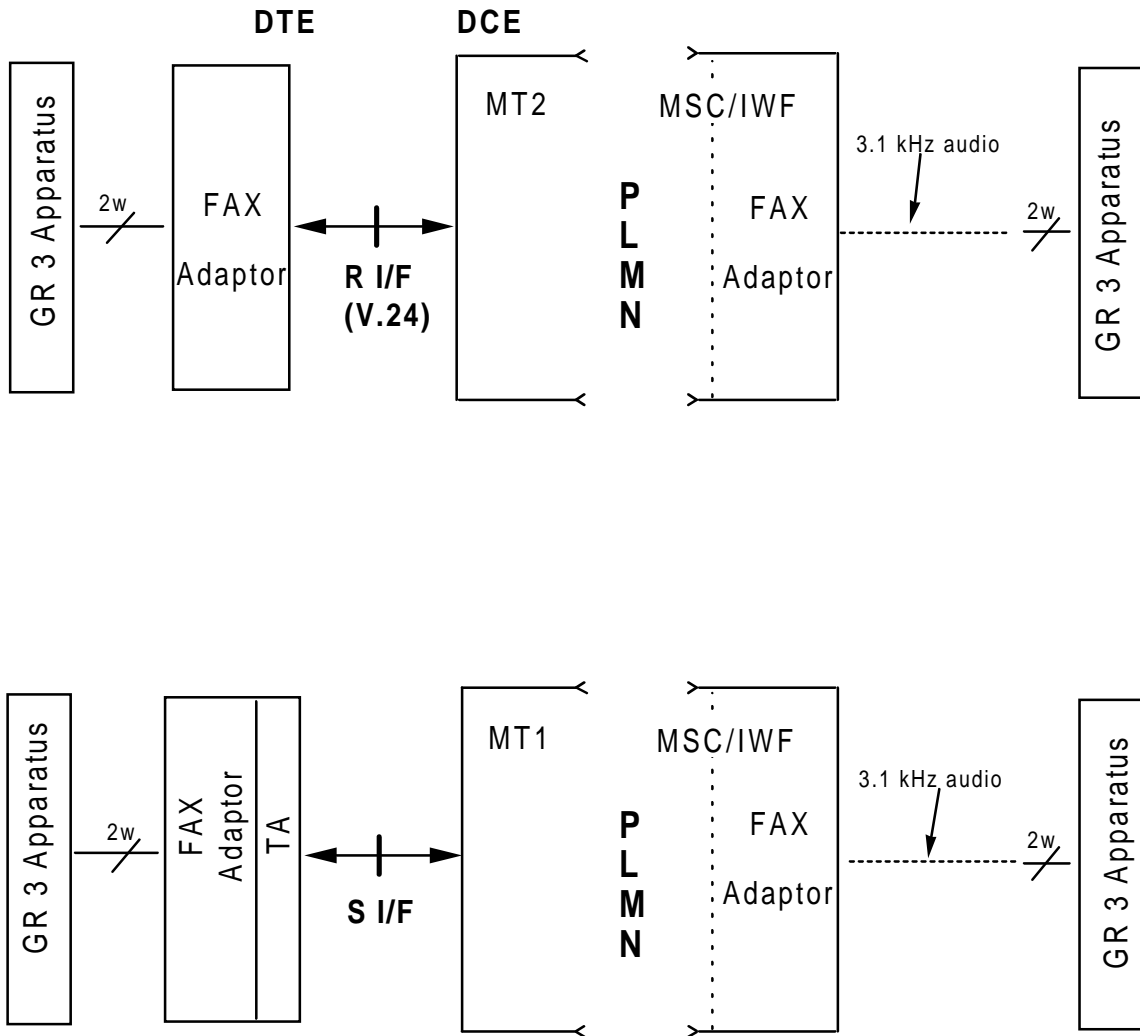 DTE DCE
MT2 MSC/IWF
GR 3 Apparatus
2w
FAX
Adaptor
R I/F
(V.24)
P
L
M
N
FAX
Adaptor
3.1 kHz audio
2w
GR 3 Apparatus
MT1 MSC/IWF
GR 3 Apparatus
2w
FAX
Adaptor
TA
S I/F
P
L
M
N
FAX
Adaptor
3.1 kHz audio
2w
GR 3 Apparatus